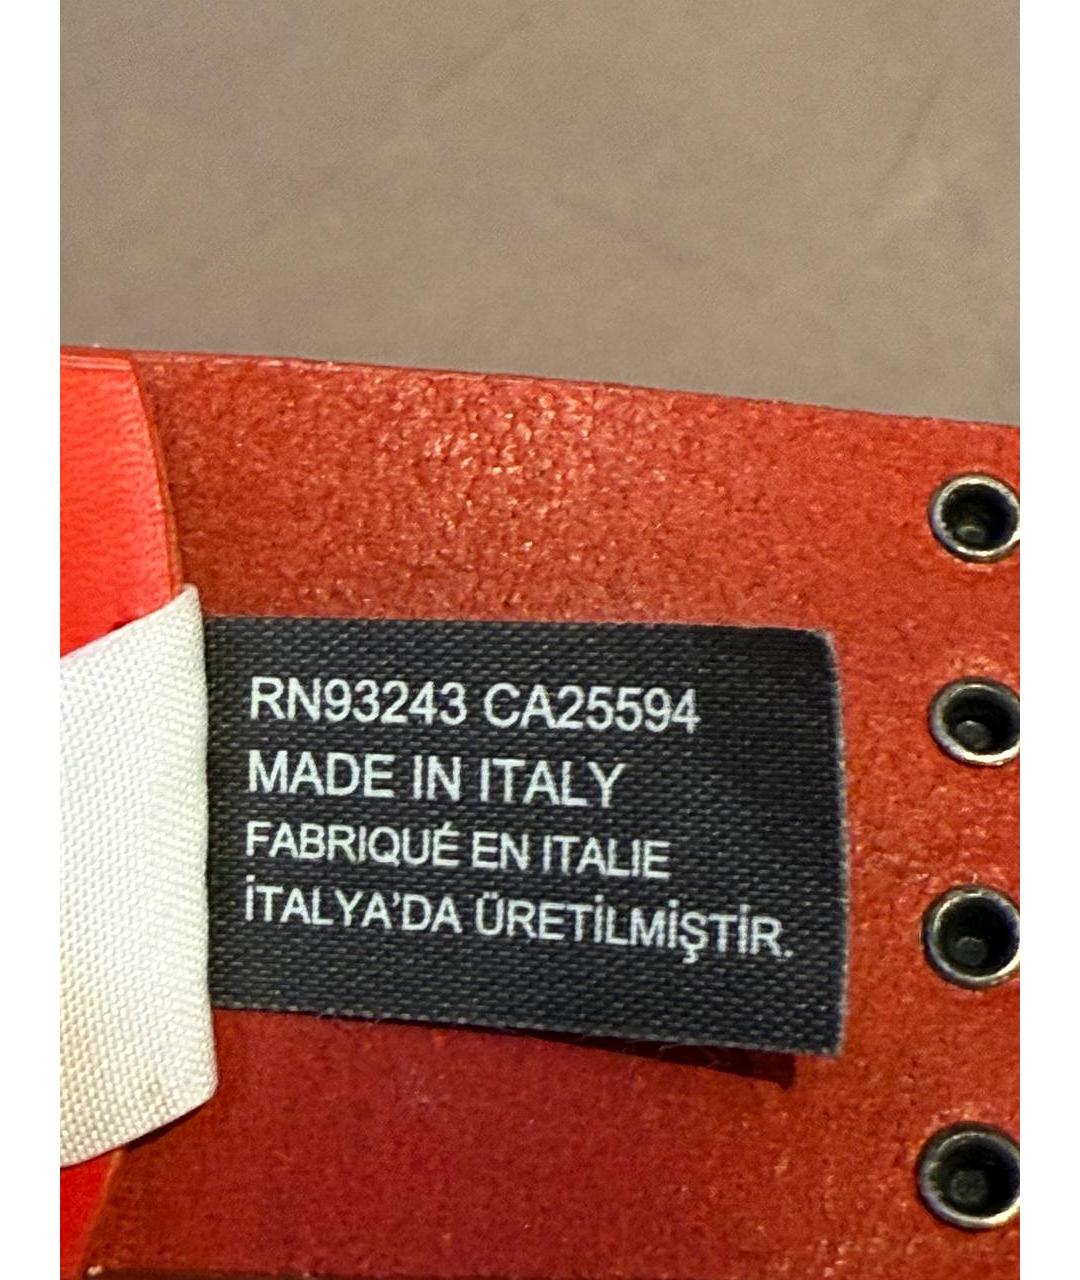 RN93243 CA25594
MADE IN ITALY
FABRIQUÉ EN ITALIE
İTALYA'DA ÜRETİLMİŞTİR.